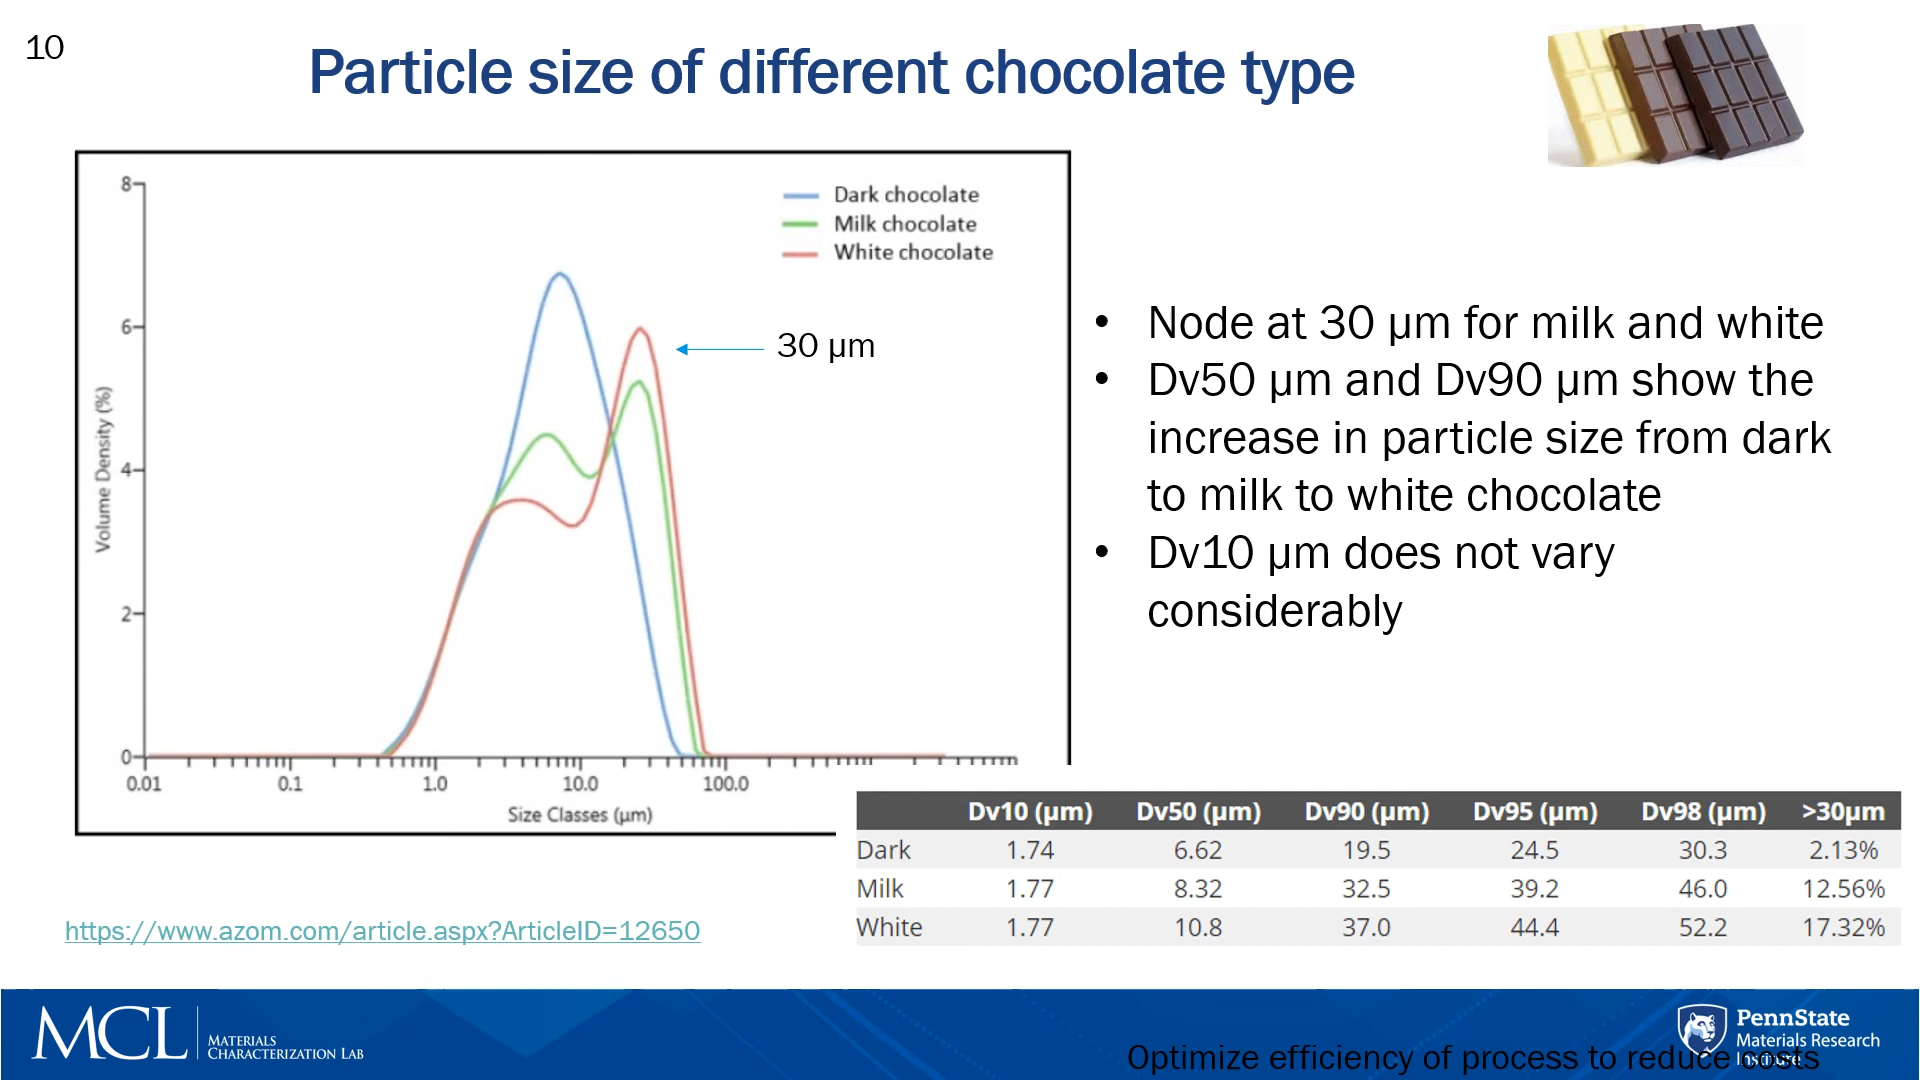 10
Particle size of different chocolate type
8
6
4
2
0
Volume Density (%)
Dark chocolate
Milk chocolate
White chocolate
30 µm
0.01 0.1 1.0 10.0 100.0
Size Classes (µm)
• Node at 30 µm for milk and white
• Dv50 µm and Dv90 µm show the
increase in particle size from dark
to milk to white chocolate
• Dv10 µm does not vary
considerably
Dv10 (µm) Dv50 (µm) Dv90 (µm) Dv95 (µm) Dv98 (µm) >30µm
Dark 1.74 6.62 19.5 24.5 30.3 2.13%
Milk 1.77 8.32 32.5 39.2 46.0 12.56%
White 1.77 10.8 37.0 44.4 52.2 17.32%
https://www.azom.com/article.aspx?ArticleID=12650
MCL
MATERIALS
CHARACTERIZATION LAB
PennState
Materials Research
Institute
Optimize efficiency of process to reduce costs